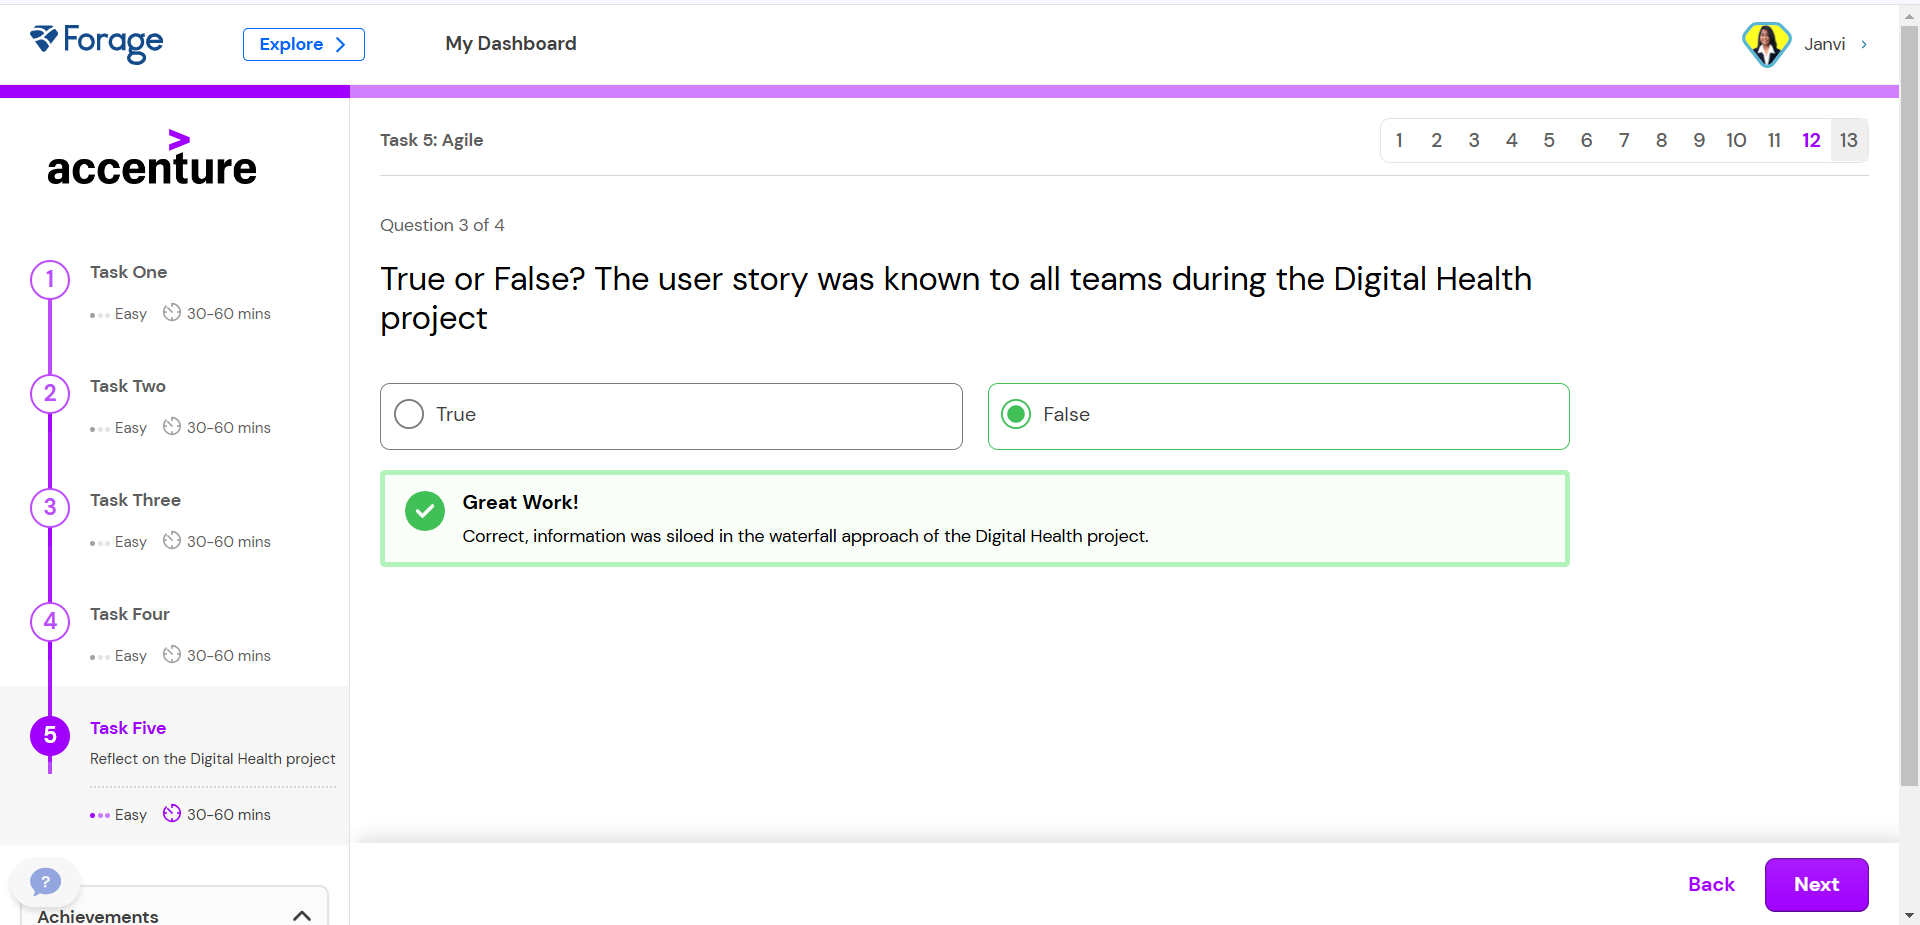 Forage
Explore
My Dashboard
Janvi
accenture
Task 5: Agile
1 2 3 4 5 6 7 8 9 10 11 12 13
Question 3 of 4
True or False? The user story was known to all teams during the Digital Health
project
True
False
Great Work!
Correct, information was siloed in the waterfall approach of the Digital Health project.
1
Task One
Easy 30-60 mins
2
Task Two
Easy 30-60 mins
3
Task Three
Easy 30-60 mins
4
Task Four
Easy 30-60 mins
5
Task Five
Reflect on the Digital Health project
Easy 30-60 mins
?
Achievements
Back
Next